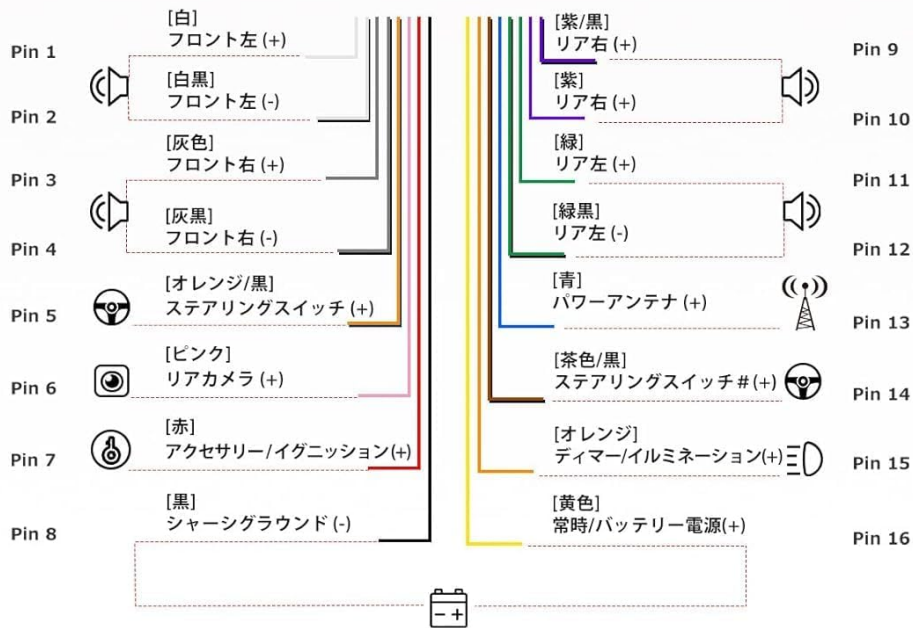 Pin 1
[白]
フロント左 (+)
Pin 2
[白黒]
フロント左 (-)
Pin 3
[灰色]
フロント右 (+)
Pin 4
[灰黒]
フロント右 (-)
Pin 5
[オレンジ/黒]
ステアリングスイッチ (+)
Pin 6
[ピンク]
リアカメラ (+)
Pin 7
[赤]
アクセサリー/イグニッション(+)
Pin 8
[黒]
シャーシグラウンド (-)
[紫/黒]
リア右 (+)
Pin 9
[紫]
リア右 (+)
Pin 10
[緑]
リア左 (+)
Pin 11
[緑黒]
リア左 (-)
Pin 12
[青]
パワーアンテナ (+)
Pin 13
[茶色/黒]
ステアリングスイッチ＃(+)
Pin 14
[オレンジ]
ディマー/イルミネーション(+)
Pin 15
[黄色]
常時/バッテリー電源(+)
Pin 16